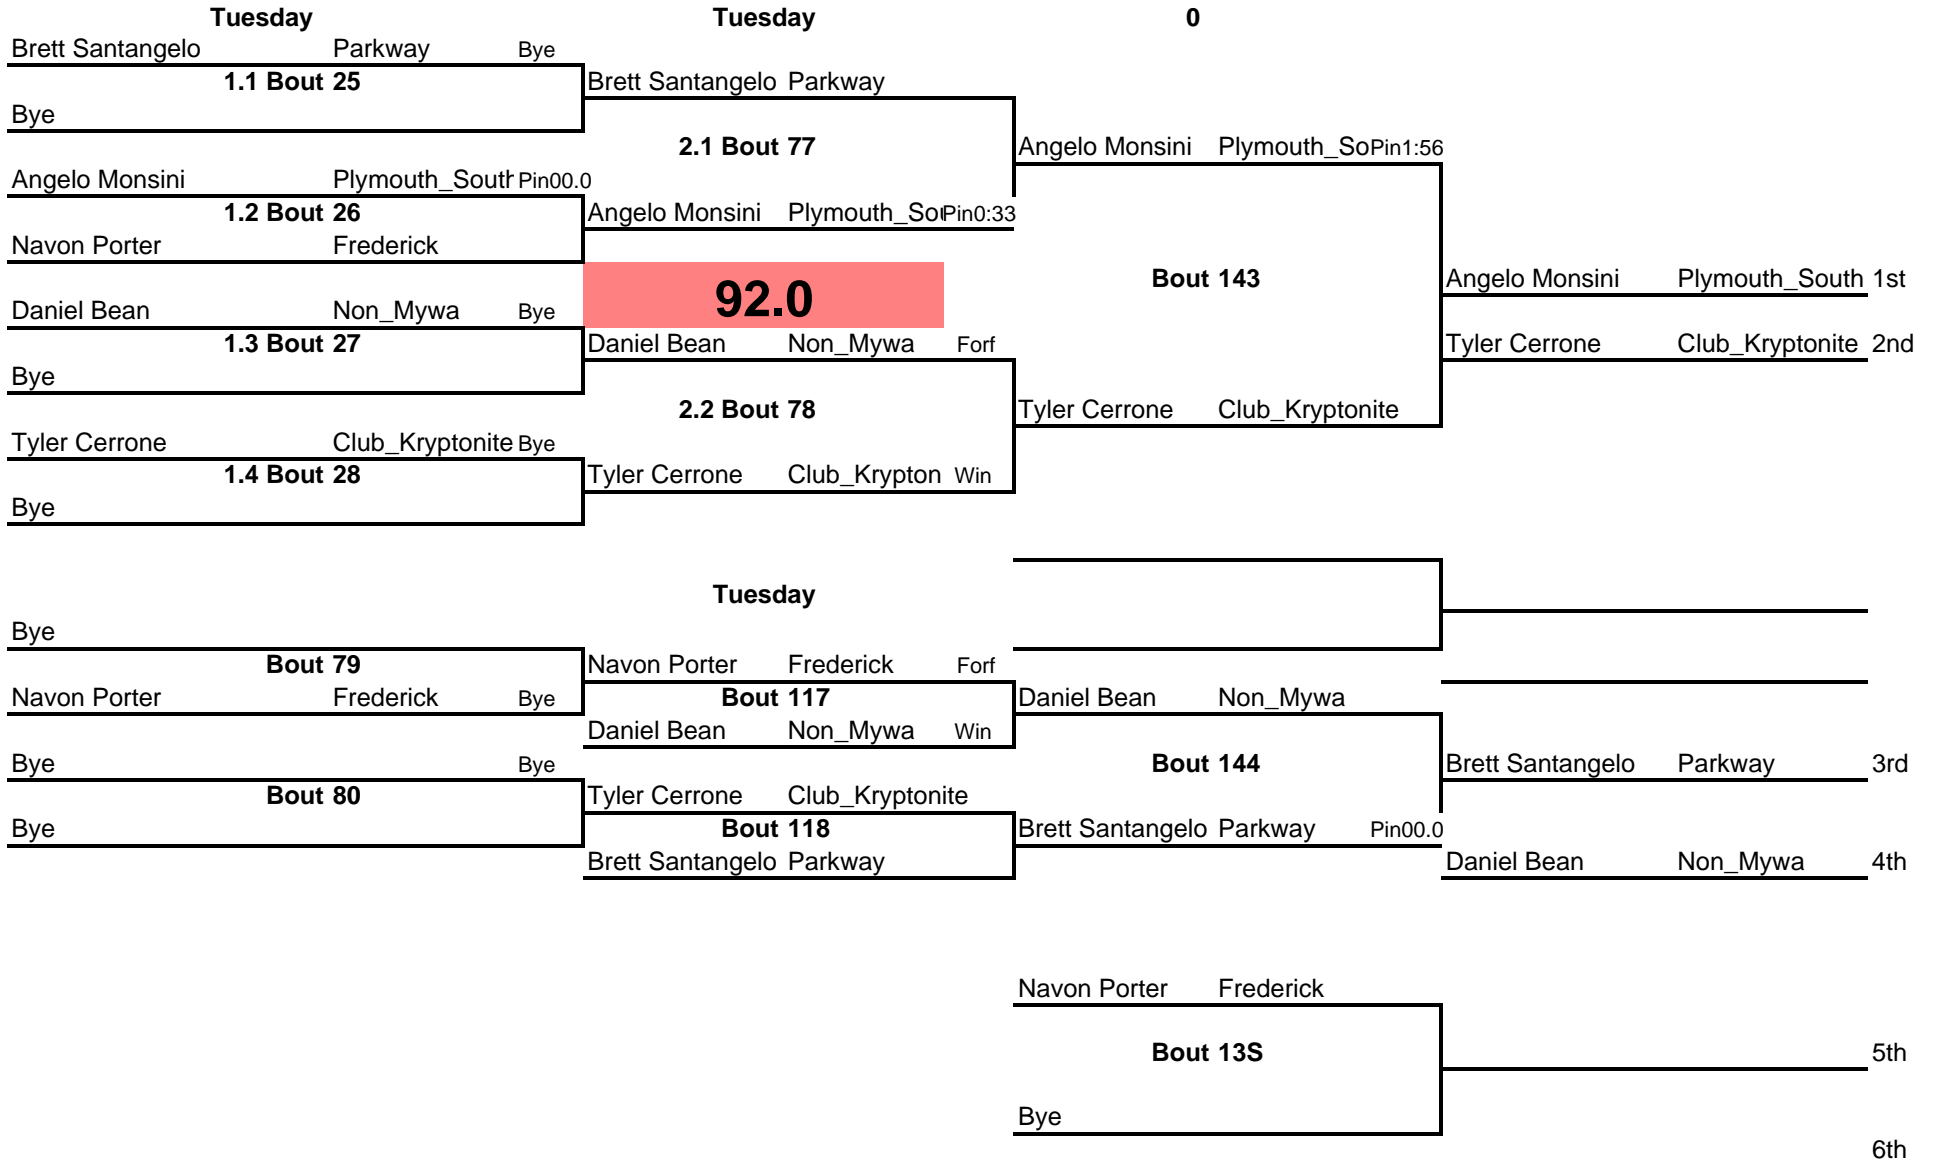 Tuesday Tuesday 0
Brett Santangelo Parkway Bye
1.1 Bout 25 Brett Santangelo Parkway
Bye
2.1 Bout 77 Angelo Monsini Plymouth_So Pin1:56
Angelo Monsini Plymouth_South Pin00.0
1.2 Bout 26 Angelo Monsini Plymouth_Sou Pin0:33
Navon Porter Frederick
92.0 Bout 143 Angelo Monsini Plymouth_South 1st
Daniel Bean Non_Mywa Bye
1.3 Bout 27 Daniel Bean Non_Mywa Forf Tyler Cerrone Club_Kryptonite 2nd
Bye
2.2 Bout 78 Tyler Cerrone Club_Kryptonite
Tyler Cerrone Club_Kryptonite Bye
1.4 Bout 28 Tyler Cerrone Club_Krypton Win
Bye
Tuesday
Bye
Bout 79 Navon Porter Frederick Forf
Navon Porter Frederick Bye Bout 117 Daniel Bean Non_Mywa
Daniel Bean Non_Mywa Win
Bye Bye Bout 144 Brett Santangelo Parkway 3rd
Bout 80 Tyler Cerrone Club_Kryptonite
Bye Bout 118 Brett Santangelo Parkway Pin00.0
Brett Santangelo Parkway Daniel Bean Non_Mywa 4th
Navon Porter Frederick
Bout 13S 5th
Bye
6th